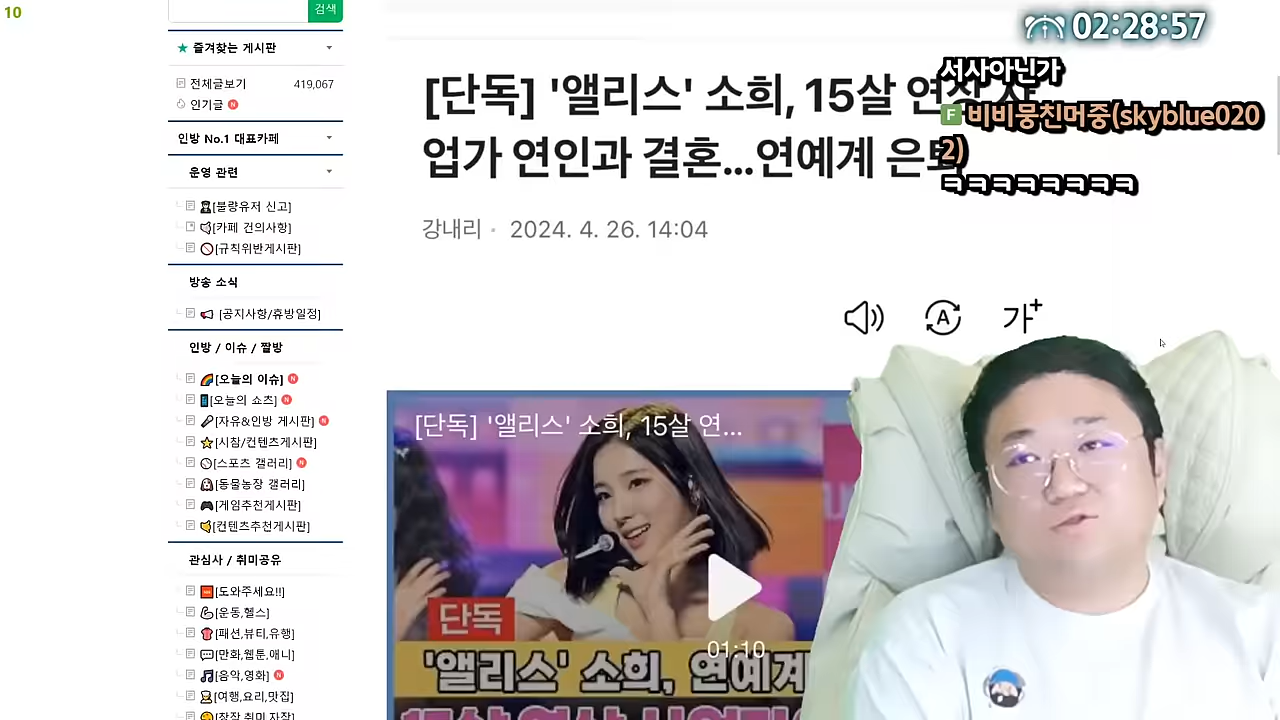 10
검색
즐겨찾는 게시판
전체글보기 419,067
인기글 N
인방 No.1 대표카페
운영 관련
[불량유저 신고]
[카페 건의사항]
[규칙위반게시판]
방송 소식
[공지사항/휴방일정]
인방 / 이슈 / 짤방
[오늘의 이슈] N
[오늘의 쇼츠] N
[자유&인방 게시판] N
[시참/컨텐츠게시판]
[스포츠 갤러리] N
[동물농장 갤러리]
[게임추천게시판]
[컨텐츠추천게시판]
관심사 / 취미공유
[도와주세요!!]
[운동,헬스]
[패션,뷰티,유행]
[만화,웹툰,애니]
[음악,영화] N
[여행,요리,맛집]
02:28:57
서사아닌가
F 비비뭉친머중(skyblue020
2)
ㅋㅋㅋㅋㅋㅋㅋㅋ
[단독] '앨리스' 소희, 15살 연상 사
업가 연인과 결혼...연예계 은퇴
강내리 · 2024. 4. 26. 14:04
A 가+
[단독] '앨리스' 소희, 15살 연...
단독
01:10
'앨리스' 소희, 연예계